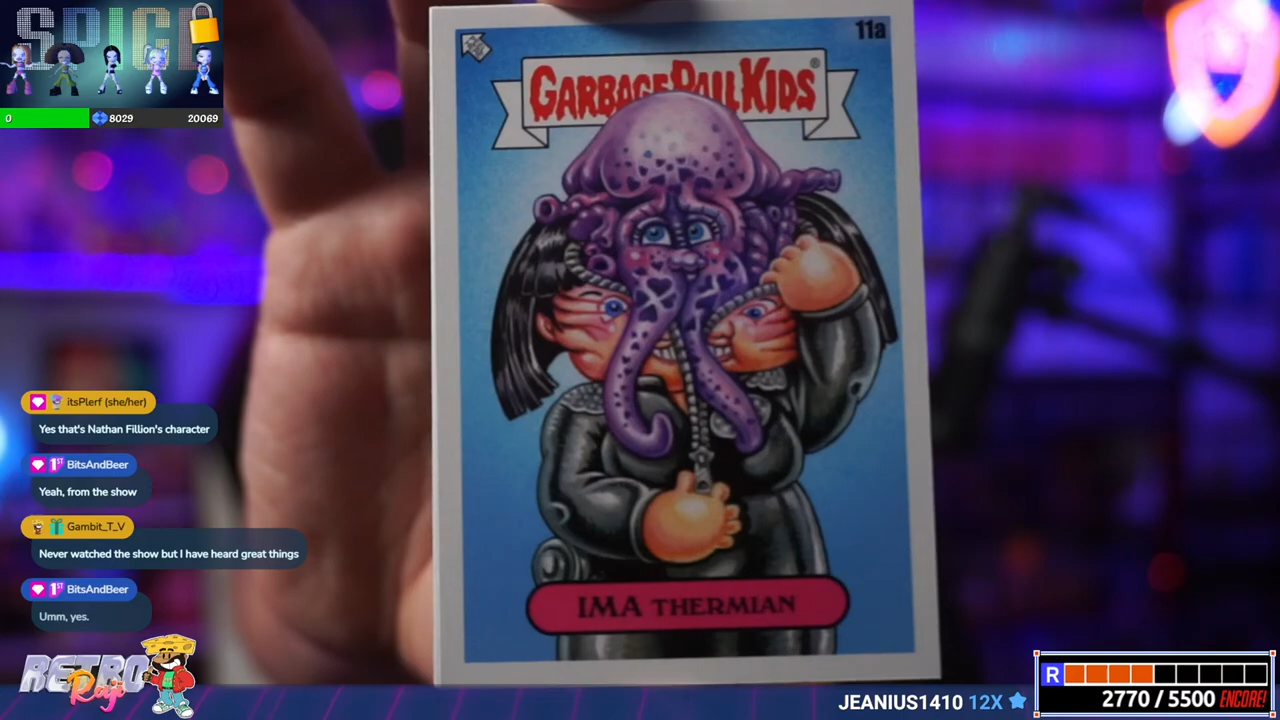 SPICE
0 8029 20069
11a
GARBAGE PAIL KIDS®
IMA THERMIAN
itsPlerf (she/her)
Yes that's Nathan Fillion's character
1ST BitsAndBeer
Yeah, from the show
Gambit_T_V
Never watched the show but I have heard great things
1ST BitsAndBeer
Umm, yes.
RETRO
Raji
JEANIUS1410 12X
R
2770 / 5500 ENCORE!